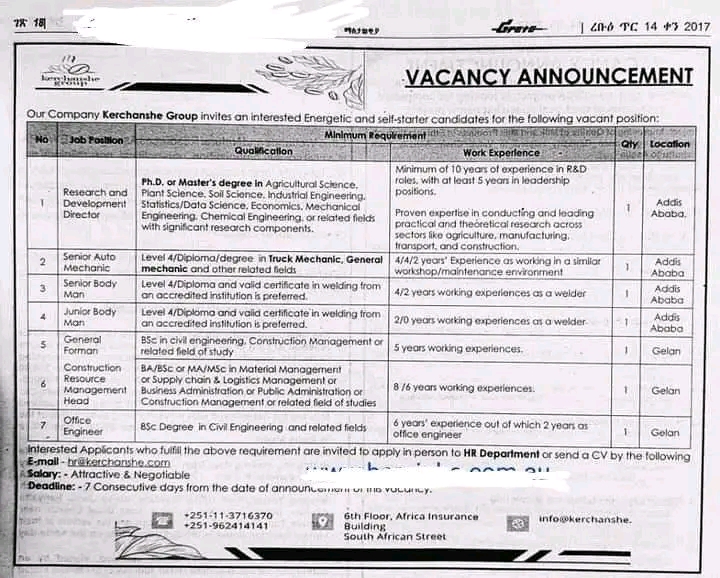 ገጽ 18
ማስታወቂያ
ረቡዕ ጥር 14 ቀን 2017
kerchanshe
group
VACANCY ANNOUNCEMENT
Our Company Kerchanshe Group invites an interested Energetic and self-starter candidates for the following vacant position:
No
Job Position
Minimum Requirement
Qty
Location
Qualification
Work Experience
1
Research and
Development
Director
Ph.D. or Master's degree in Agricultural Science,
Plant Science, Soil Science, Industrial Engineering,
Statistics/Data Science, Economics, Mechanical
Engineering, Chemical Engineering, or related fields
with significant research components.
Minimum of 10 years of experience in R&D
roles, with at least 5 years in leadership
positions.
Proven expertise in conducting and leading
practical and theoretical research across
sectors like agriculture, manufacturing,
transport, and construction.
1
Addis
Ababa.
2
Senior Auto
Mechanic
Level 4/Diploma/degree in Truck Mechanic, General
mechanic and other related fields
4/4/2 years' Experience as working in a similar
workshop/maintenance environment
1
Addis
Ababa
3
Senior Body
Man
Level 4/Diploma and valid certificate in welding from
an accredited institution is preferred.
4/2 years working experiences as a welder
1
Addis
Ababa
4
Junior Body
Man
Level 4/Diploma and valid certificate in welding from
an accredited institution is preferred.
2/0 years working experiences as a welder
1
Addis
Ababa
5
General
Forman
BSc in civil engineering, Construction Management or
related field of study
5 years working experiences.
1
Gelan
6
Construction
Resource
Management
Head
BA/BSc or MA/MSc in Material Management
or Supply chain & Logistics Management or
Business Administration or Public Administration or
Construction Management or related field of studies
8 /6 years working experiences.
1
Gelan
7
Office
Engineer
BSc Degree in Civil Engineering and related fields
6 years' experience out of which 2 years as
office engineer
1
Gelan
Interested Applicants who fulfill the above requirement are invited to apply in person to HR Department or send a CV by the following
E-mail - hr@kerchanshe.com
Salary: - Attractive & Negotiable
Deadline: - 7 Consecutive days from the date of announcement of this vacancy.
+251-11-3716370
+251-962414141
6th Floor, Africa Insurance
Building
South African Street
info@kerchanshe.